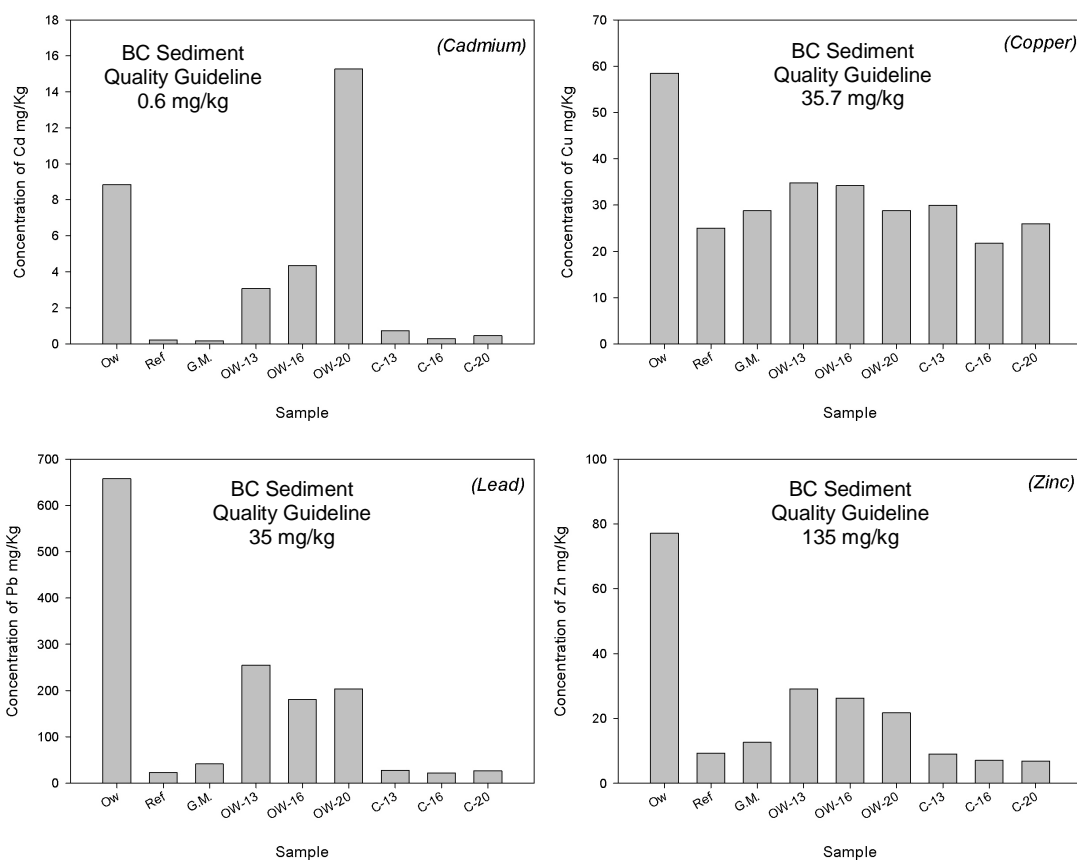 (Cadmium)
BC Sediment
Quality Guideline
0.6 mg/kg
Concentration of Cd mg/Kg
18
16
14
12
10
8
6
4
2
0
Ow Ref G.M. OW-13 OW-16 OW-20 C-13 C-16 C-20
Sample
(Copper)
BC Sediment
Quality Guideline
35.7 mg/kg
Concentration of Cu mg/Kg
70
60
50
40
30
20
10
0
Ow Ref G.M. OW-13 OW-16 OW-20 C-13 C-16 C-20
Sample
(Lead)
BC Sediment
Quality Guideline
35 mg/kg
Concentration of Pb mg/Kg
700
600
500
400
300
200
100
0
Ow Ref G.M. OW-13 OW-16 OW-20 C-13 C-16 C-20
Sample
(Zinc)
BC Sediment
Quality Guideline
135 mg/kg
Concentration of Zn mg/Kg
100
80
60
40
20
0
Ow Ref G.M. OW-13 OW-16 OW-20 C-13 C-16 C-20
Sample